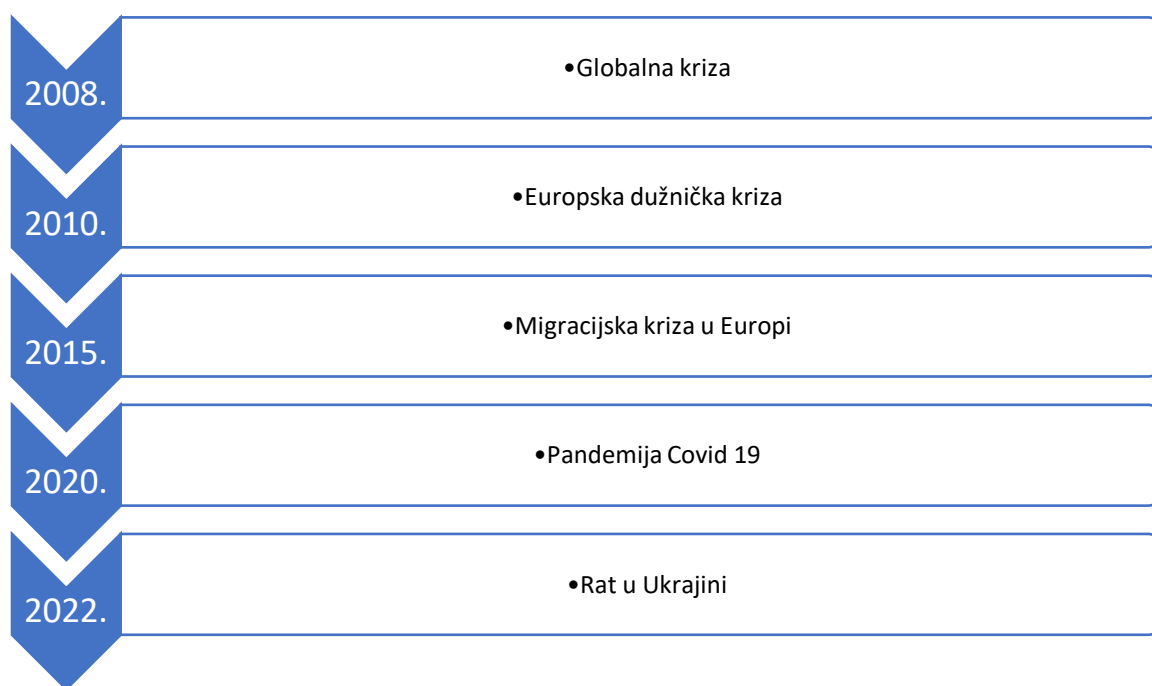 2008.
•Globalna kriza
2010.
•Europska dužnička kriza
2015.
•Migracijska kriza u Europi
2020.
•Pandemija Covid 19
2022.
•Rat u Ukrajini